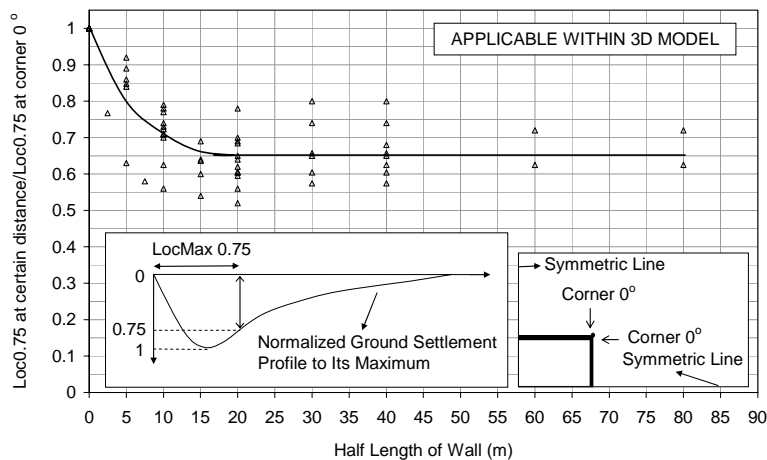 APPLICABLE WITHIN 3D MODEL
Loc0.75 at certain distance/Loc0.75 at corner 0 °
1
0.9
0.8
0.7
0.6
0.5
0.4
0.3
0.2
0.1
0
LocMax 0.75
0
0.75
1
Normalized Ground Settlement
Profile to Its Maximum
Symmetric Line
Corner 0°
Corner 0°
Symmetric Line
0 5 10 15 20 25 30 35 40 45 50 55 60 65 70 75 80 85 90
Half Length of Wall (m)